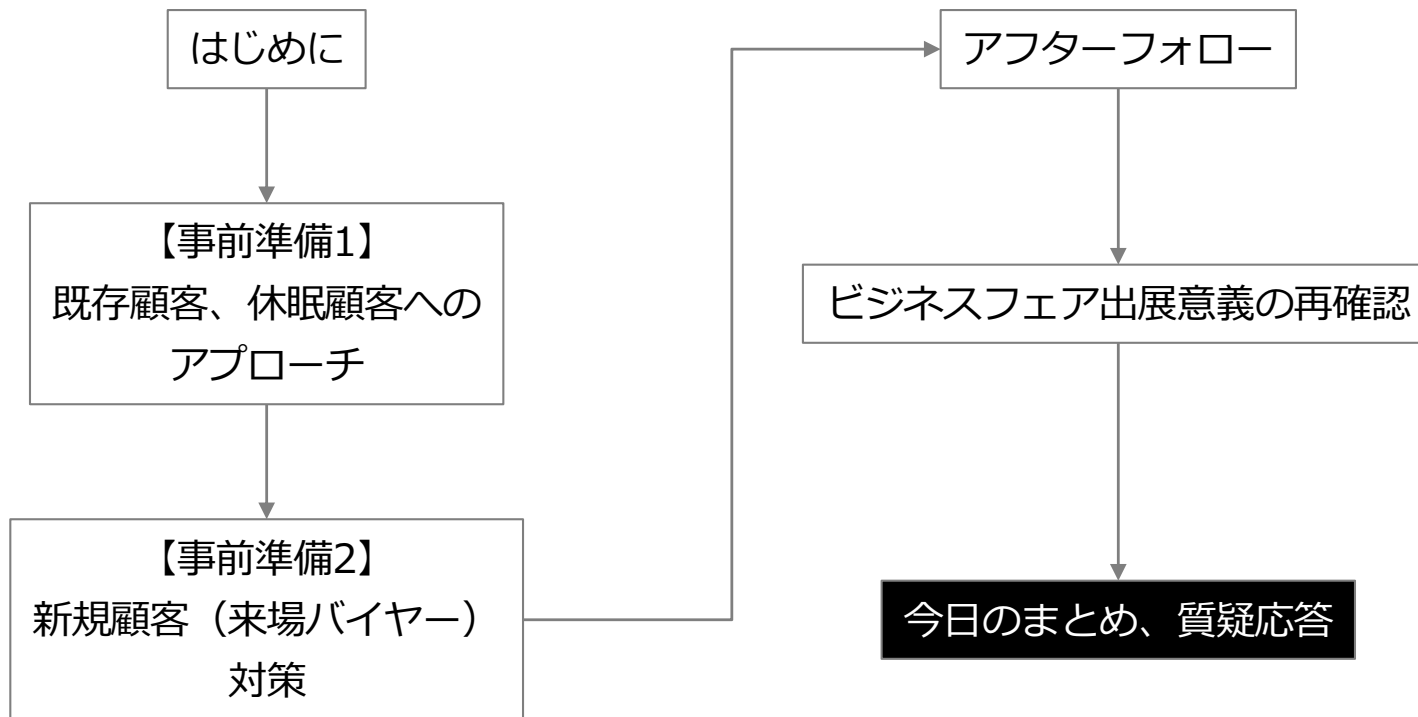 はじめに
【事前準備1】
既存顧客、休眠顧客への
アプローチ
【事前準備2】
新規顧客（来場バイヤー）
対策
アフターフォロー
ビジネスフェア出展意義の再確認
今日のまとめ、質疑応答